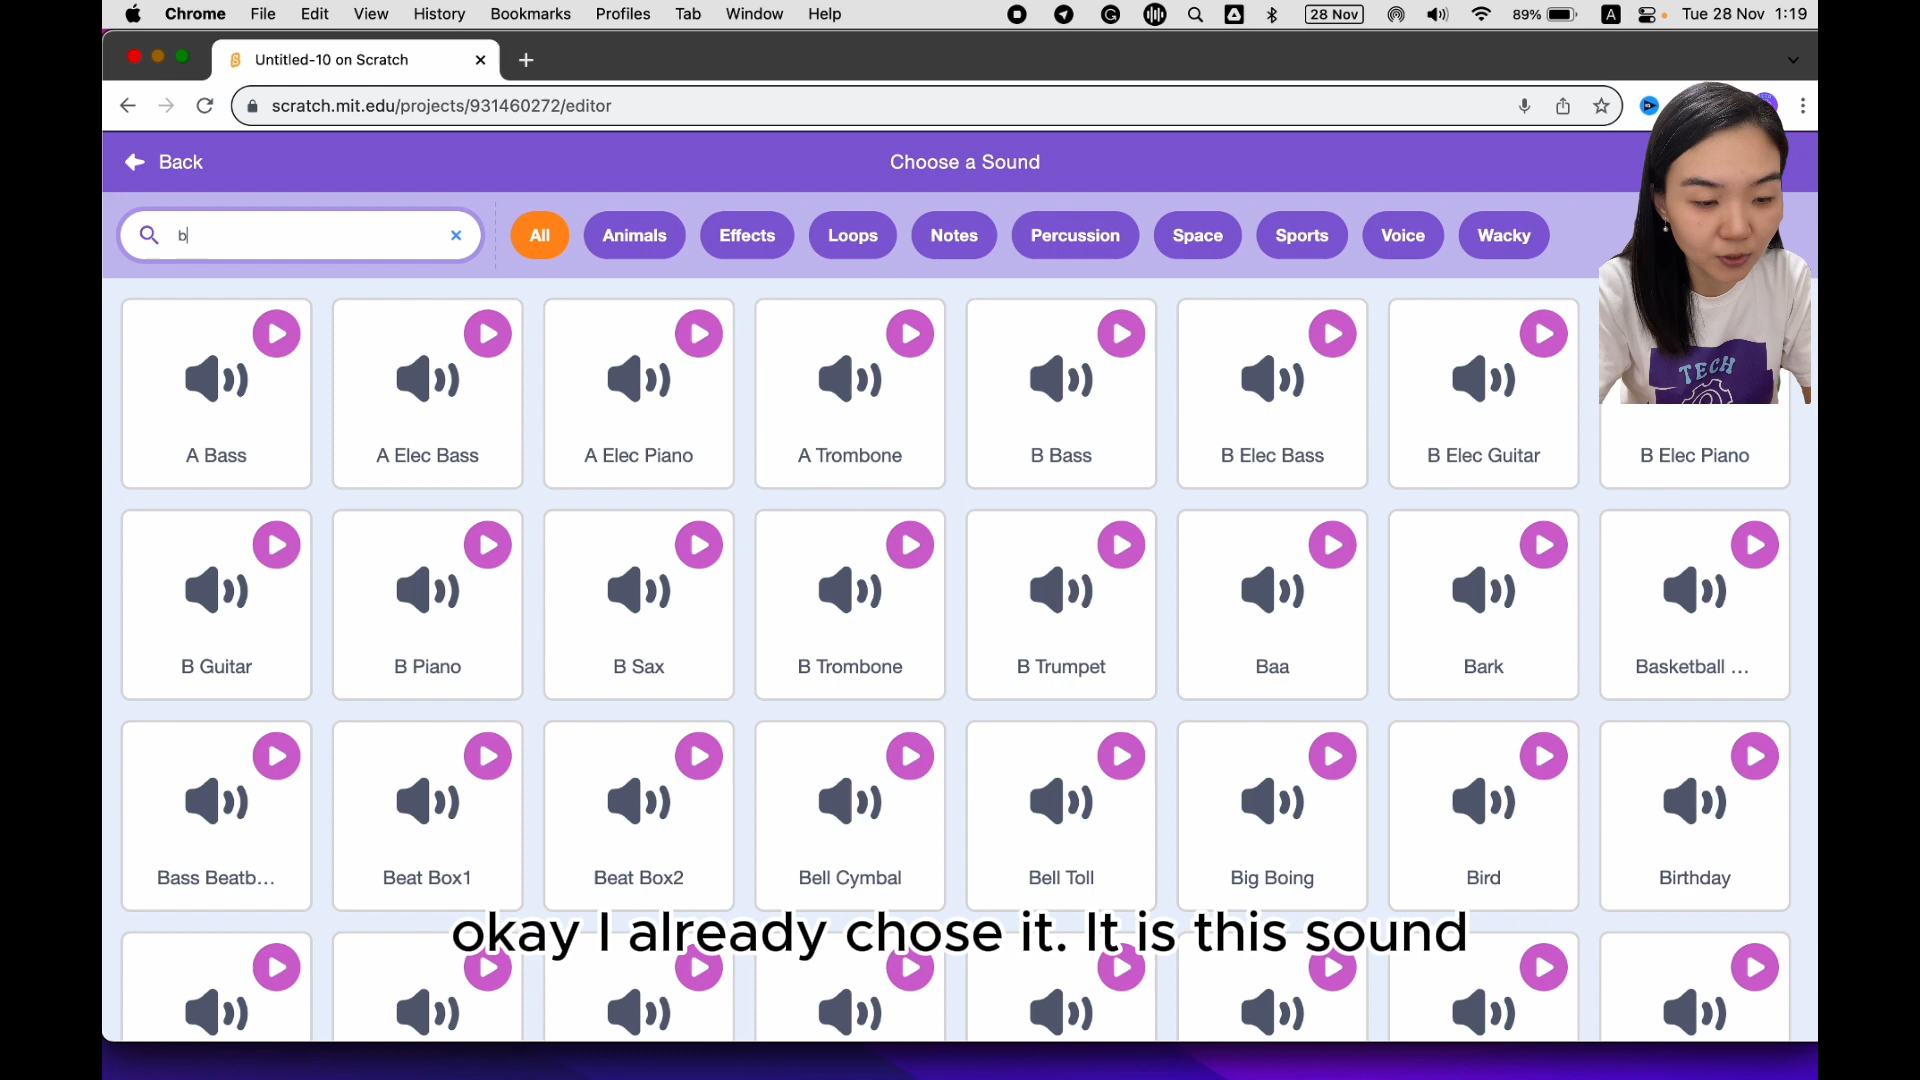 Chrome File Edit View History Bookmarks Profiles Tab Window Help 28 Nov 89% A Tue 28 Nov 1:19
Untitled-10 on Scratch
scratch.mit.edu/projects/931460272/editor
Back Choose a Sound
b All Animals Effects Loops Notes Percussion Space Sports Voice Wacky
TECH
A Bass A Elec Bass A Elec Piano A Trombone B Bass B Elec Bass B Elec Guitar B Elec Piano
B Guitar B Piano B Sax B Trombone B Trumpet Baa Bark Basketball ...
Bass Beatb... Beat Box1 Beat Box2 Bell Cymbal Bell Toll Big Boing Bird Birthday
okay I already chose it. It is this sound